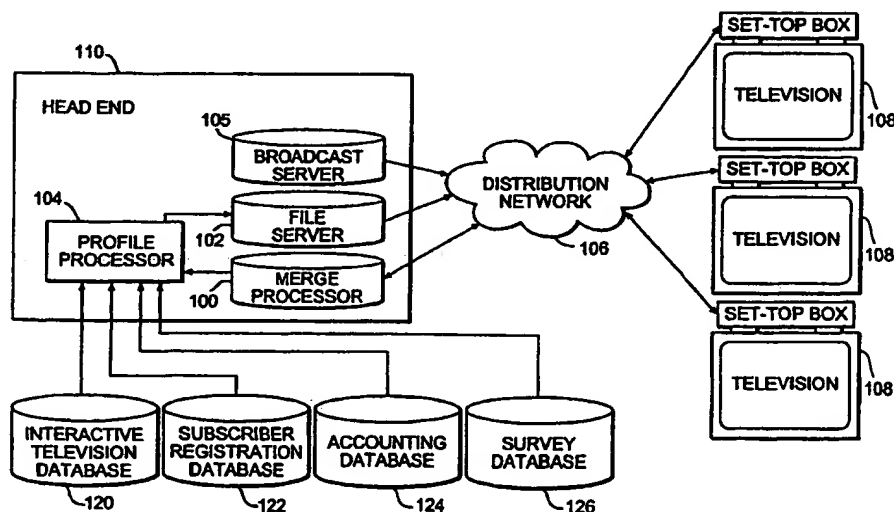 110
HEAD END
105
BROADCAST
SERVER
104
PROFILE
PROCESSOR
102
FILE
SERVER
100
MERGE
PROCESSOR
DISTRIBUTION
NETWORK
106
SET-TOP BOX
TELEVISION
108
SET-TOP BOX
TELEVISION
108
SET-TOP BOX
TELEVISION
108
INTERACTIVE
TELEVISION
DATABASE
120
SUBSCRIBER
REGISTRATION
DATABASE
122
ACCOUNTING
DATABASE
124
SURVEY
DATABASE
126